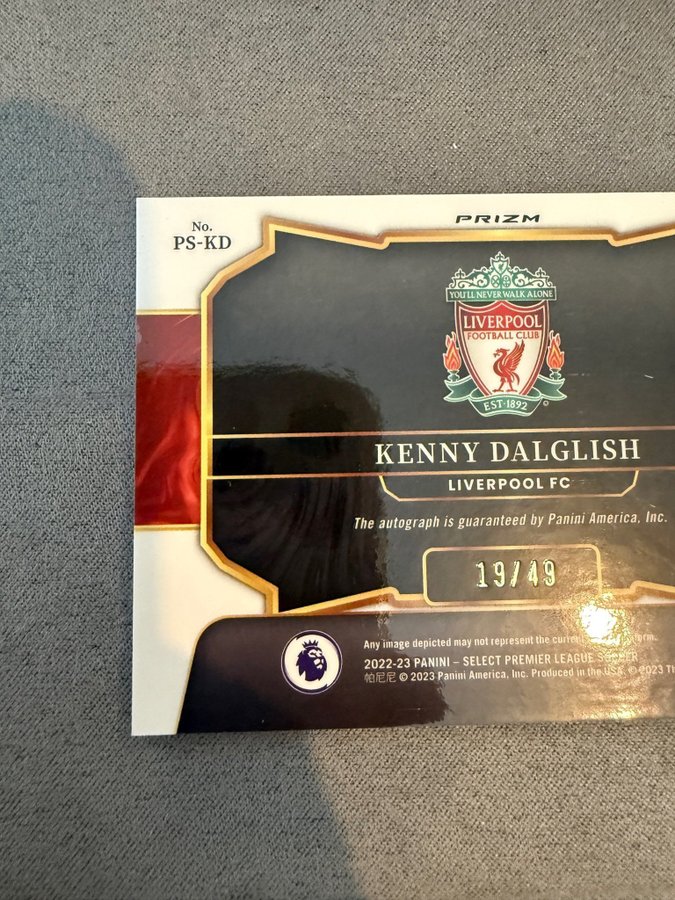 No.
PS-KD
PRIZM
YOU'LL NEVER WALK ALONE
LIVERPOOL
FOOTBALL CLUB
EST·1892
©
KENNY DALGLISH
LIVERPOOL FC
The autograph is guaranteed by Panini America, Inc.
19/49
Any image depicted may not represent the current
2022-23 PANINI – SELECT PREMIER LEAGUE SOCCER
帕尼尼 © 2023 Panini America, Inc. Produced in the USA. © 2023